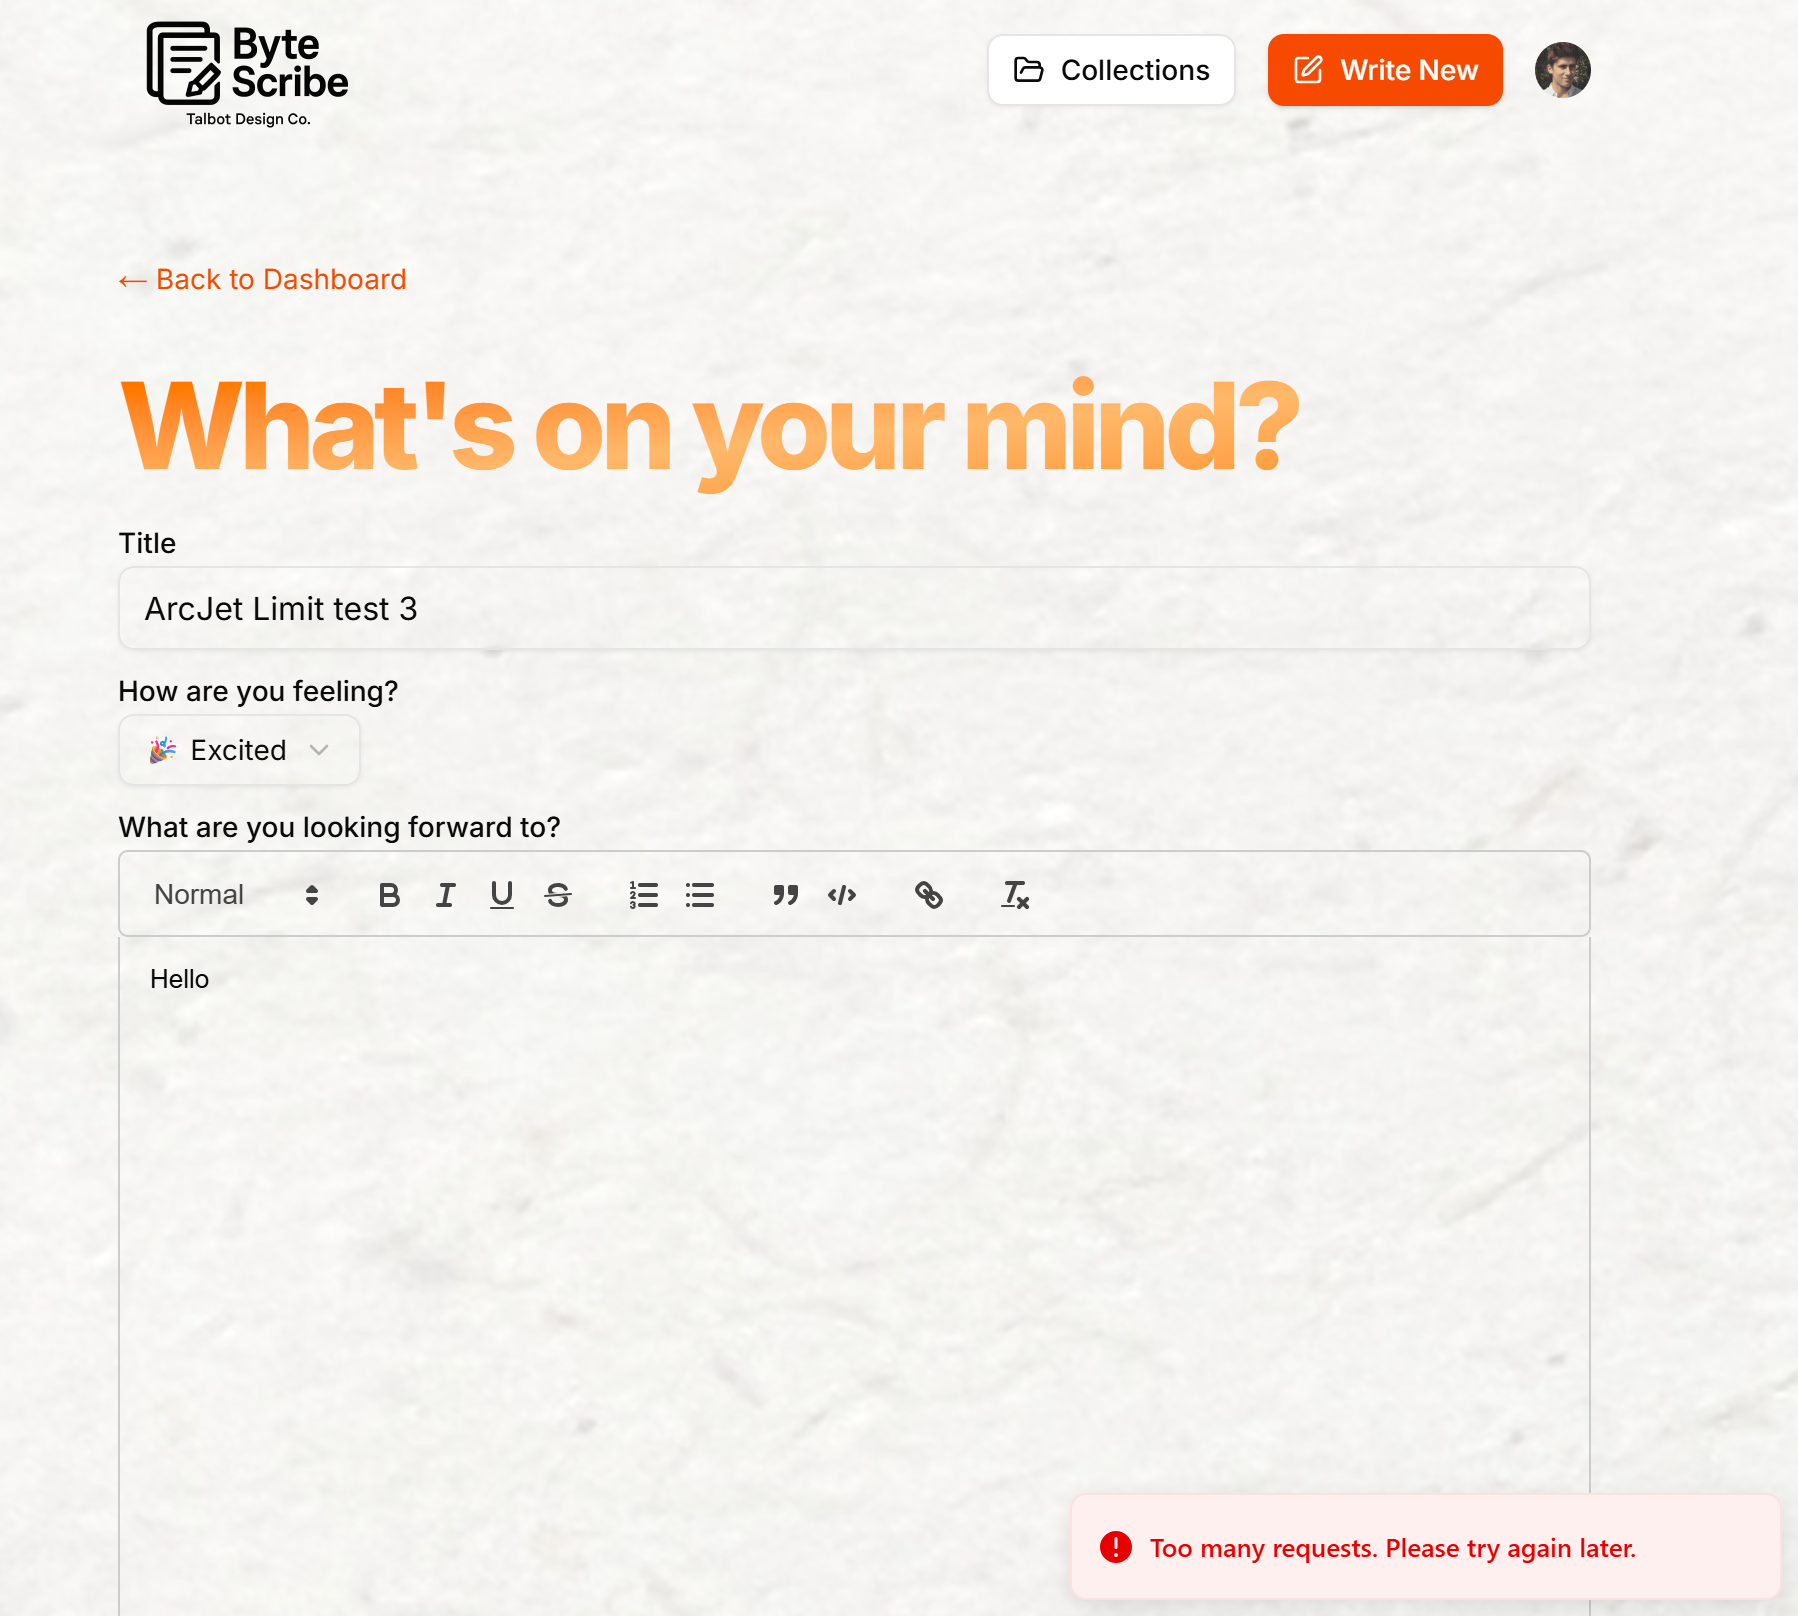 Byte
Scribe
Talbot Design Co.
Collections
Write New
← Back to Dashboard
What's on your mind?
Title
ArcJet Limit test 3
How are you feeling?
🎉 Excited
What are you looking forward to?
Normal
Hello
Too many requests. Please try again later.